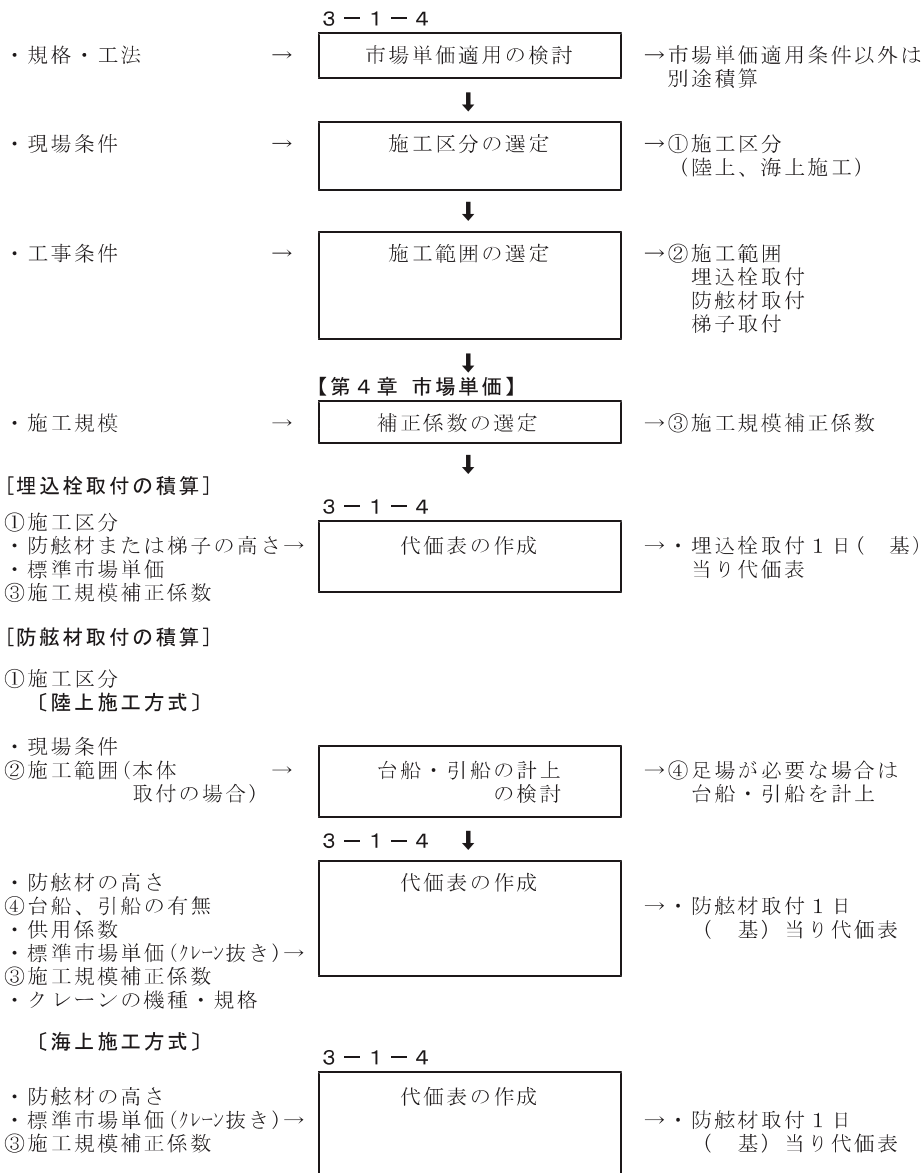 3－1－4
・規格・工法 → 市場単価適用の検討 →市場単価適用条件以外は
別途積算
↓
・現場条件 → 施工区分の選定 →①施工区分
（陸上、海上施工）
↓
・工事条件 → 施工範囲の選定 →②施工範囲
埋込栓取付
防舷材取付
梯子取付
↓
【第４章 市場単価】
・施工規模 → 補正係数の選定 →③施工規模補正係数
↓
[埋込栓取付の積算]
3－1－4
①施工区分
・防舷材または梯子の高さ→ 代価表の作成 →・埋込栓取付１日(　基)
・標準市場単価 当り代価表
③施工規模補正係数
[防舷材取付の積算]
①施工区分
〔陸上施工方式〕
・現場条件
②施工範囲(本体 → 台船・引船の計上 →④足場が必要な場合は
取付の場合) の検討 台船・引船を計上
3－1－4 ↓
・防舷材の高さ 代価表の作成
④台船、引船の有無 →・防舷材取付１日
・供用係数 (　基) 当り代価表
・標準市場単価(ｸﾚｰﾝ抜き)→
③施工規模補正係数
・クレーンの機種・規格
〔海上施工方式〕
3－1－4
・防舷材の高さ 代価表の作成
・標準市場単価(ｸﾚｰﾝ抜き)→ →・防舷材取付１日
③施工規模補正係数 (　基) 当り代価表